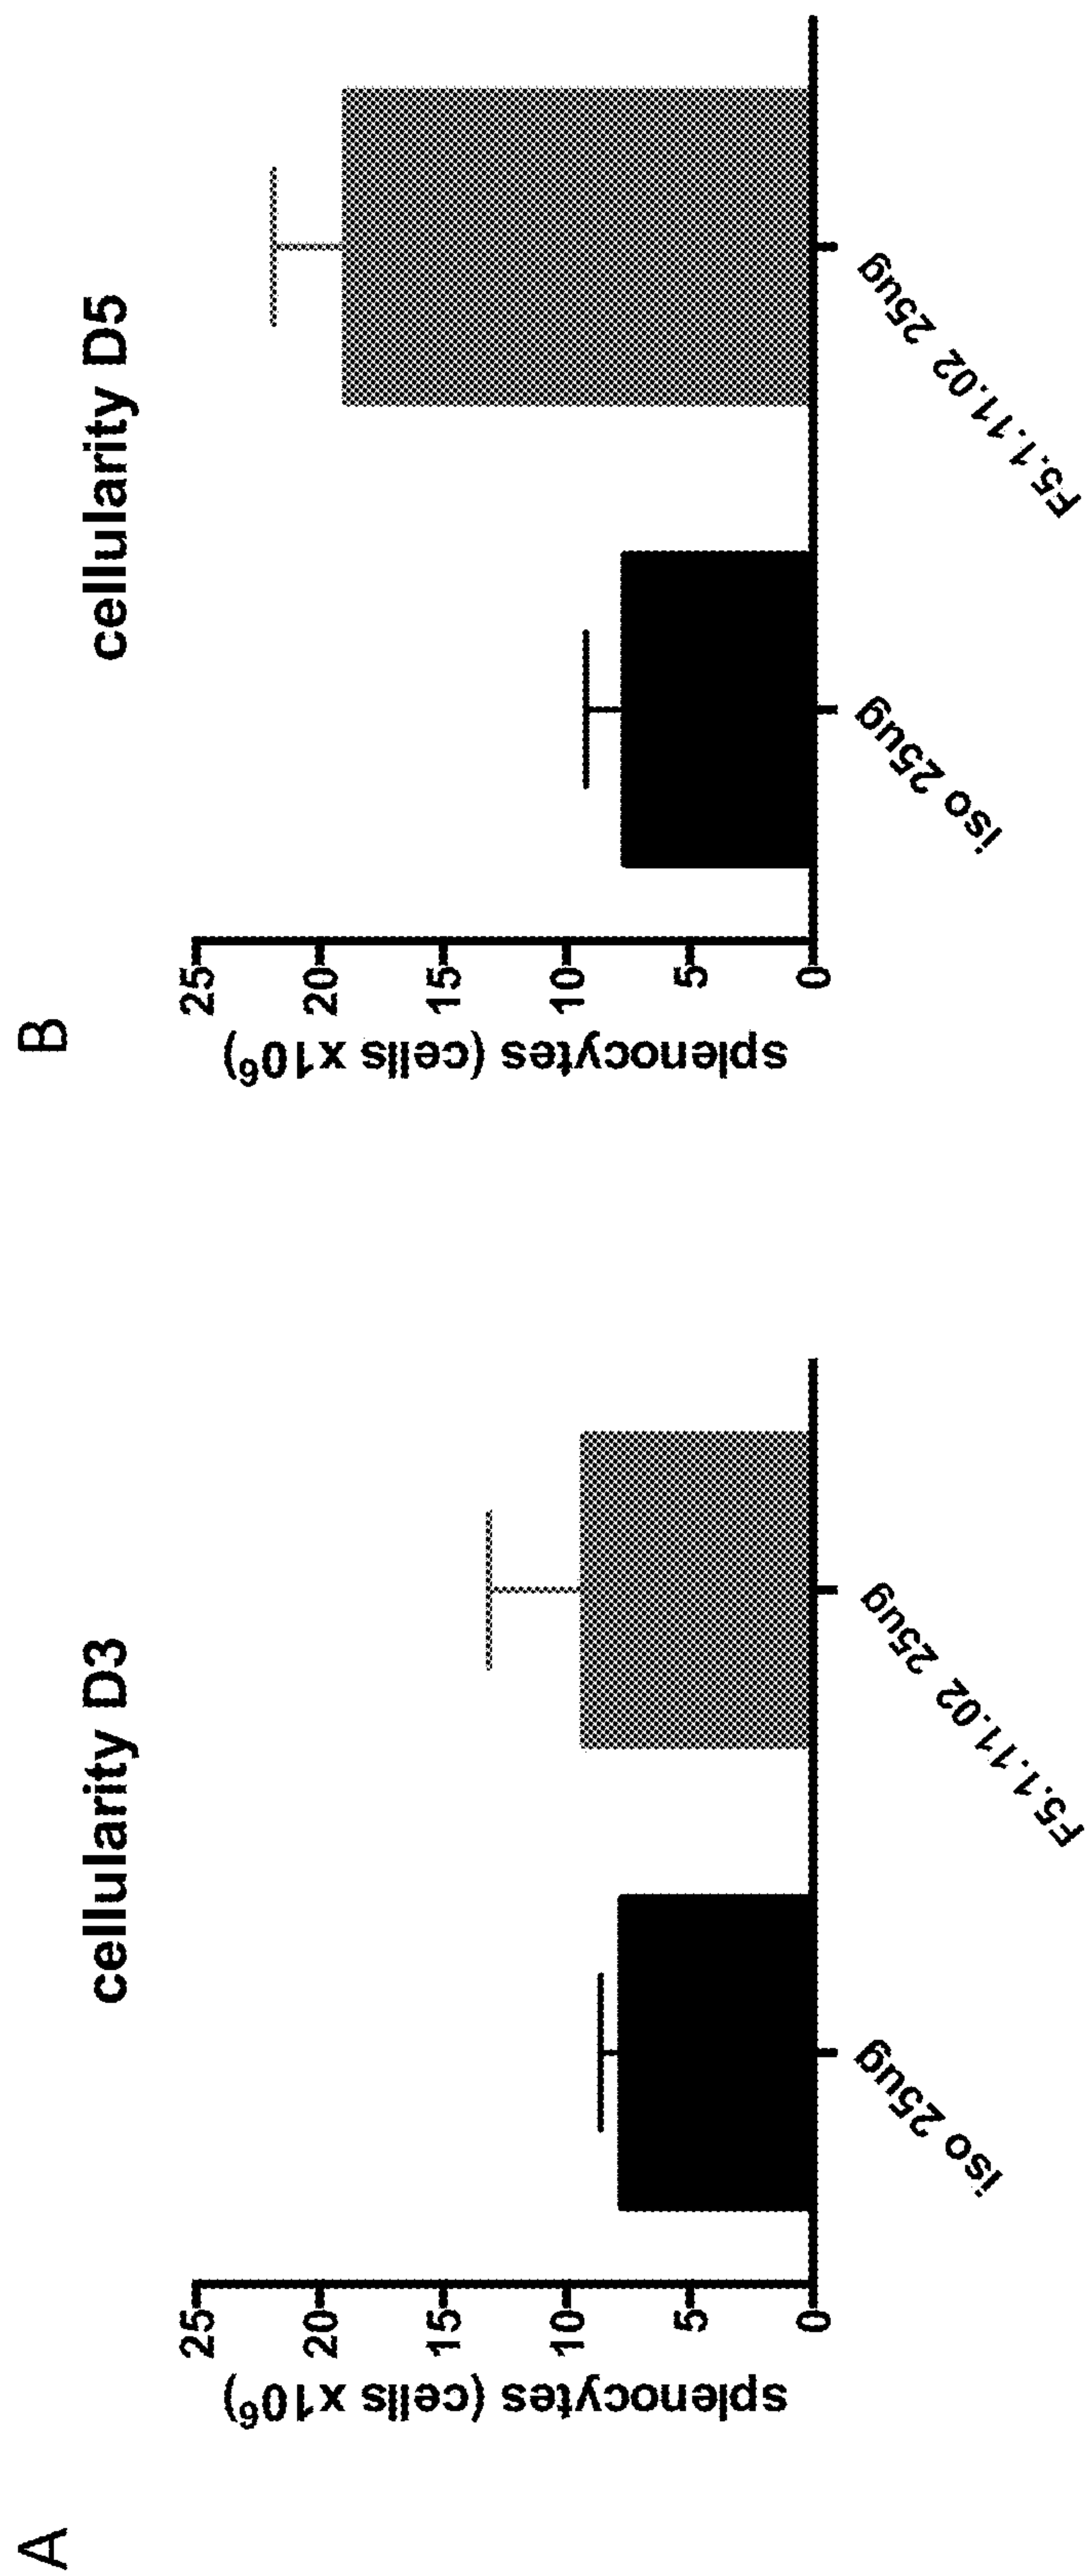 A
cellularity D3
splenocytes (cells x10⁶)
25
20
15
10
5
0
iso 25ug
F5.1.11.02 25ug
B
cellularity D5
splenocytes (cells x10⁶)
25
20
15
10
5
0
iso 25ug
F5.1.11.02 25ug